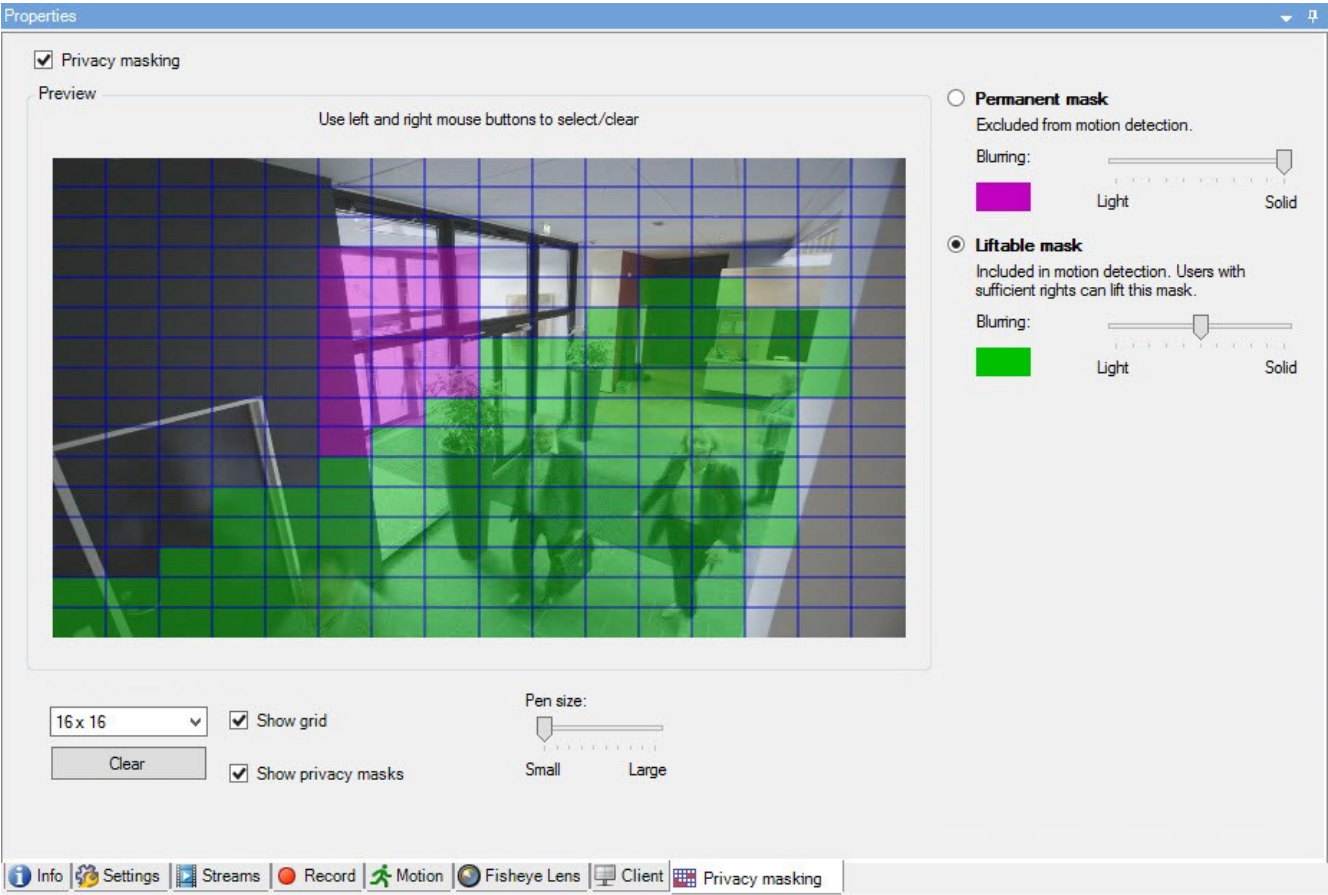 Properties
Privacy masking
Preview
Use left and right mouse buttons to select/clear
Permanent mask
Excluded from motion detection.
Blurring:
Light Solid
Liftable mask
Included in motion detection. Users with
sufficient rights can lift this mask.
Blurring:
Light Solid
16 x 16
Show grid
Pen size:
Clear
Show privacy masks
Small Large
Info Settings Streams Record Motion Fisheye Lens Client Privacy masking